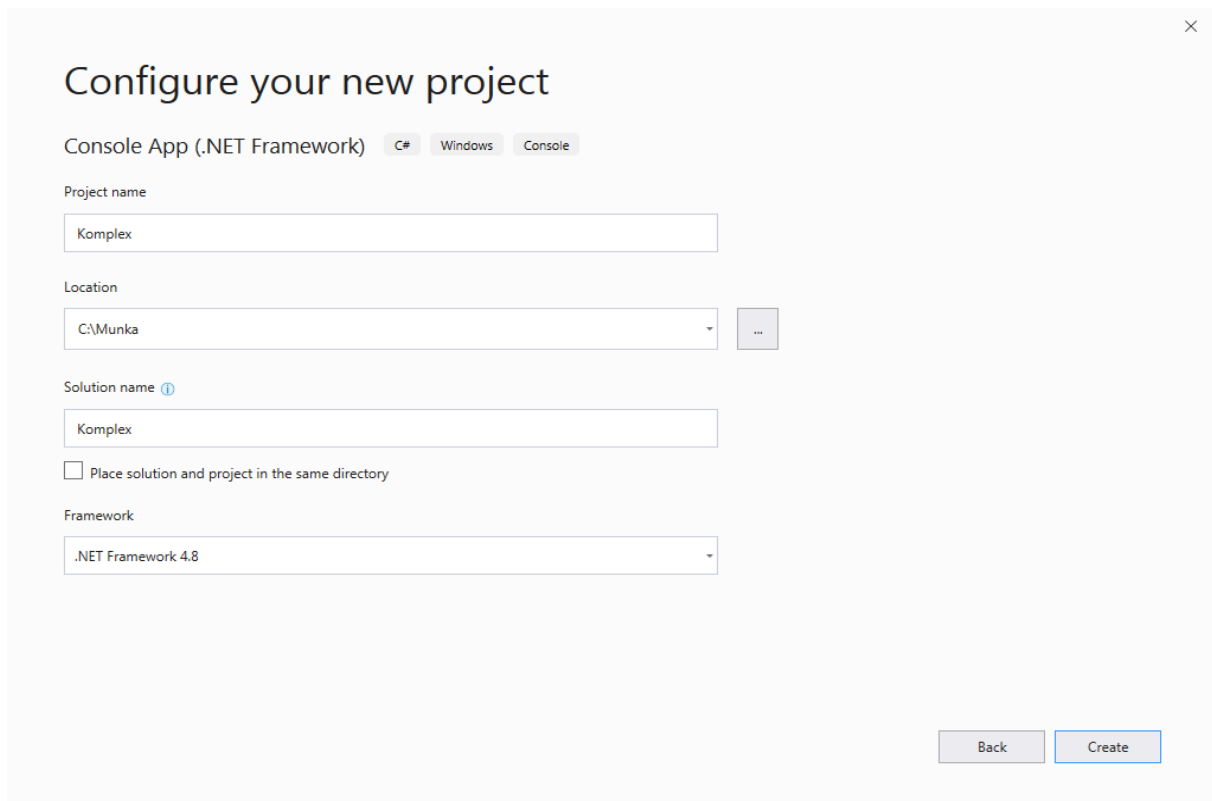 Configure your new project
Console App (.NET Framework) C# Windows Console
Project name
Komplex
Location
C:\Munka
...
Solution name
Komplex
Place solution and project in the same directory
Framework
.NET Framework 4.8
Back Create